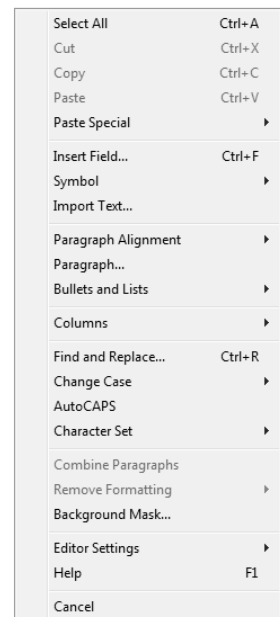 Select All Ctrl+A
Cut Ctrl+X
Copy Ctrl+C
Paste Ctrl+V
Paste Special
Insert Field... Ctrl+F
Symbol
Import Text...
Paragraph Alignment
Paragraph...
Bullets and Lists
Columns
Find and Replace... Ctrl+R
Change Case
AutoCAPS
Character Set
Combine Paragraphs
Remove Formatting
Background Mask...
Editor Settings
Help F1
Cancel